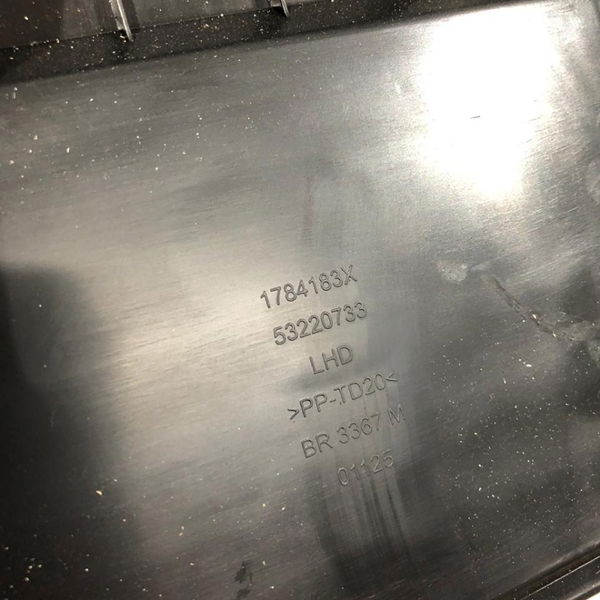 1784183X
53220733
LHD
>PP-TD20<
BR 3367 M
01125